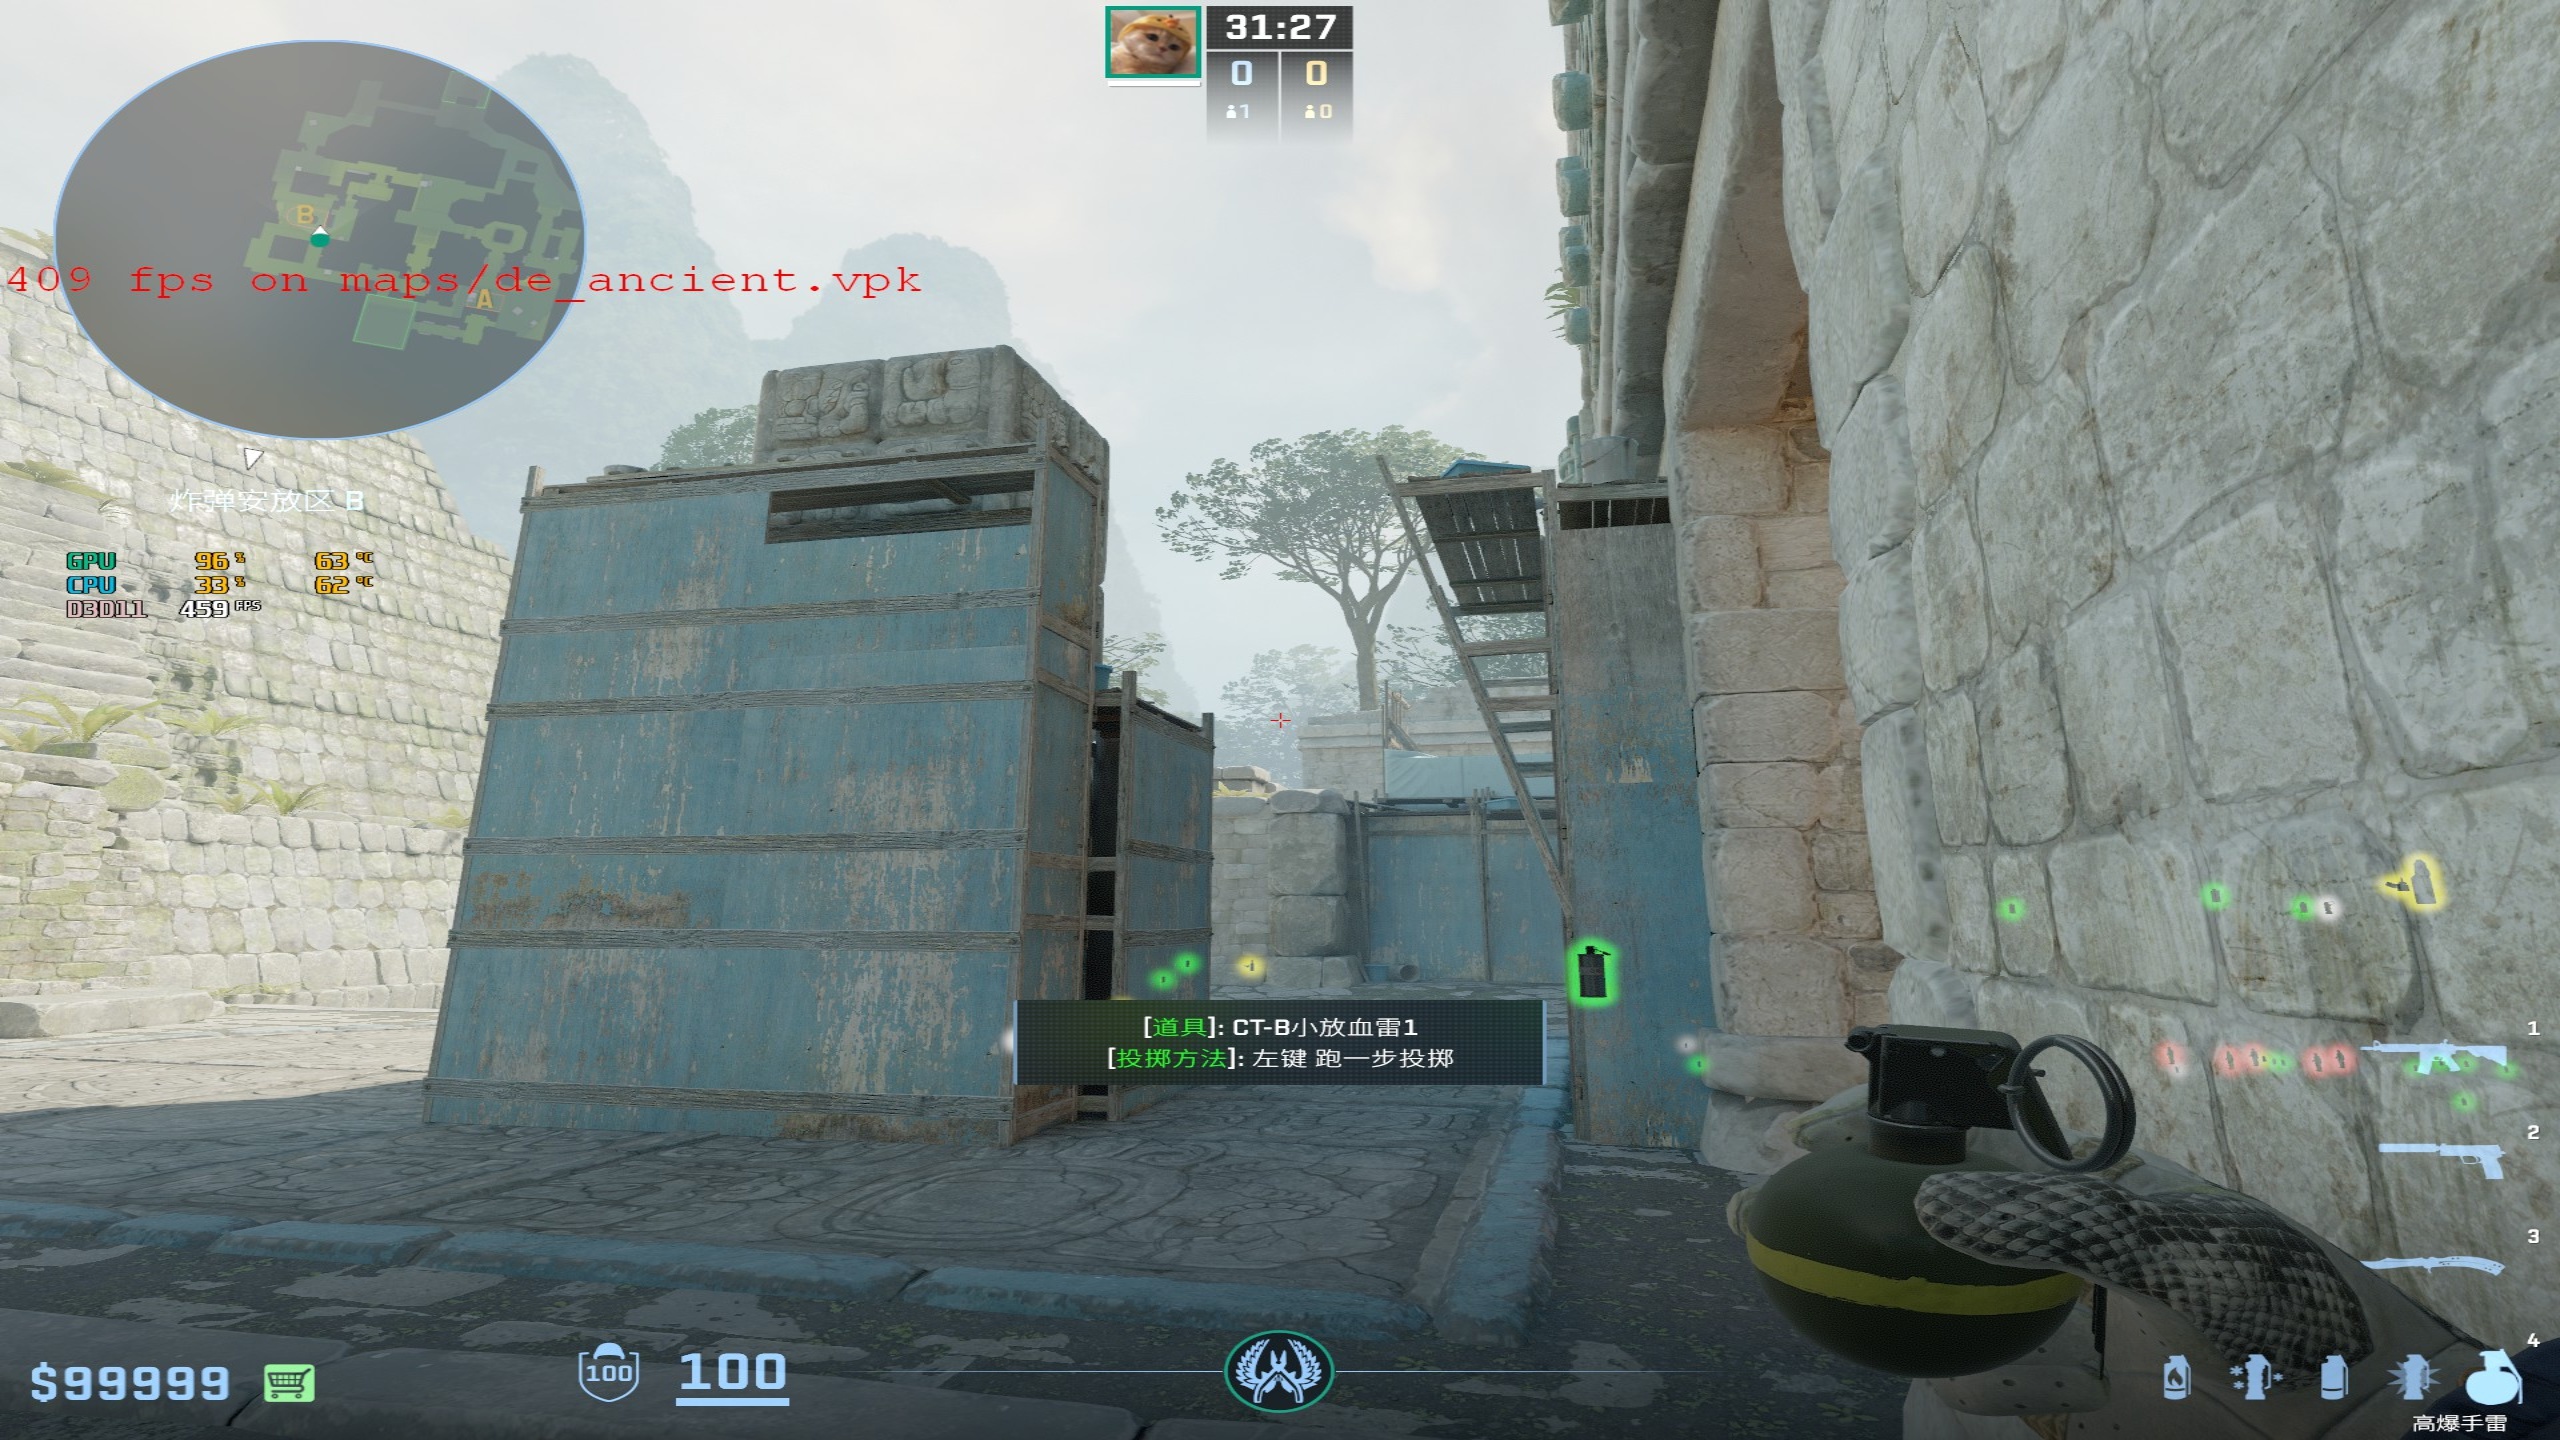 31:27
0 0
1 0
B
409 fps on maps/de_ancient.vpk
A
炸弹安放区 B
GPU 96 % 63 °C
CPU 33 % 62 °C
D3D11 459 FPS
[道具]: CT-B小放血雷1
[投掷方法]: 左键 跑一步投掷
1
2
3
4
$99999
100
100
高爆手雷